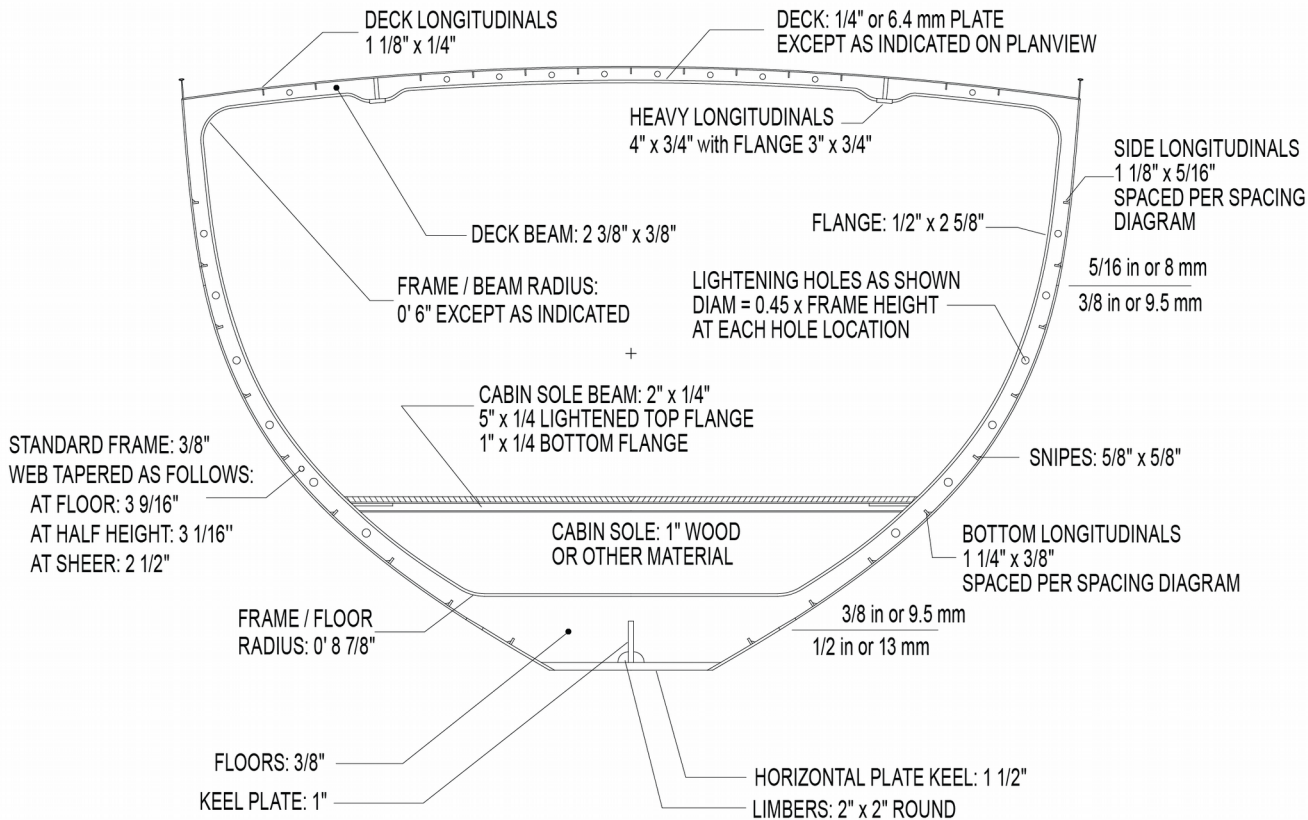 DECK LONGITUDINALS
1 1/8" x 1/4"
DECK: 1/4" or 6.4 mm PLATE
EXCEPT AS INDICATED ON PLANVIEW
HEAVY LONGITUDINALS
4" x 3/4" with FLANGE 3" x 3/4"
SIDE LONGITUDINALS
1 1/8" x 5/16"
SPACED PER SPACING
DIAGRAM
DECK BEAM: 2 3/8" x 3/8"
FLANGE: 1/2" x 2 5/8"
FRAME / BEAM RADIUS:
0' 6" EXCEPT AS INDICATED
LIGHTENING HOLES AS SHOWN
DIAM = 0.45 x FRAME HEIGHT
AT EACH HOLE LOCATION
5/16 in or 8 mm
3/8 in or 9.5 mm
CABIN SOLE BEAM: 2" x 1/4"
5" x 1/4 LIGHTENED TOP FLANGE
1" x 1/4 BOTTOM FLANGE
STANDARD FRAME: 3/8"
WEB TAPERED AS FOLLOWS:
AT FLOOR: 3 9/16"
AT HALF HEIGHT: 3 1/16"
AT SHEER: 2 1/2"
SNIPES: 5/8" x 5/8"
CABIN SOLE: 1" WOOD
OR OTHER MATERIAL
BOTTOM LONGITUDINALS
1 1/4" x 3/8"
SPACED PER SPACING DIAGRAM
FRAME / FLOOR
RADIUS: 0' 8 7/8"
3/8 in or 9.5 mm
1/2 in or 13 mm
FLOORS: 3/8"
KEEL PLATE: 1"
HORIZONTAL PLATE KEEL: 1 1/2"
LIMBERS: 2" x 2" ROUND